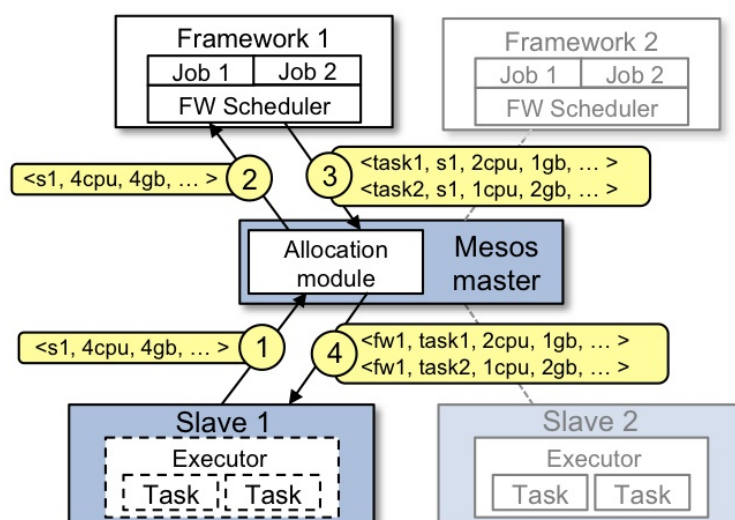 Framework 1
Job 1 Job 2
FW Scheduler
Framework 2
Job 1 Job 2
FW Scheduler
<s1, 4cpu, 4gb, … >
2
3
<task1, s1, 2cpu, 1gb, … >
<task2, s1, 1cpu, 2gb, … >
Allocation
module
Mesos
master
<s1, 4cpu, 4gb, … >
1
4
<fw1, task1, 2cpu, 1gb, … >
<fw1, task2, 1cpu, 2gb, … >
Slave 1
Executor
Task Task
Slave 2
Executor
Task Task